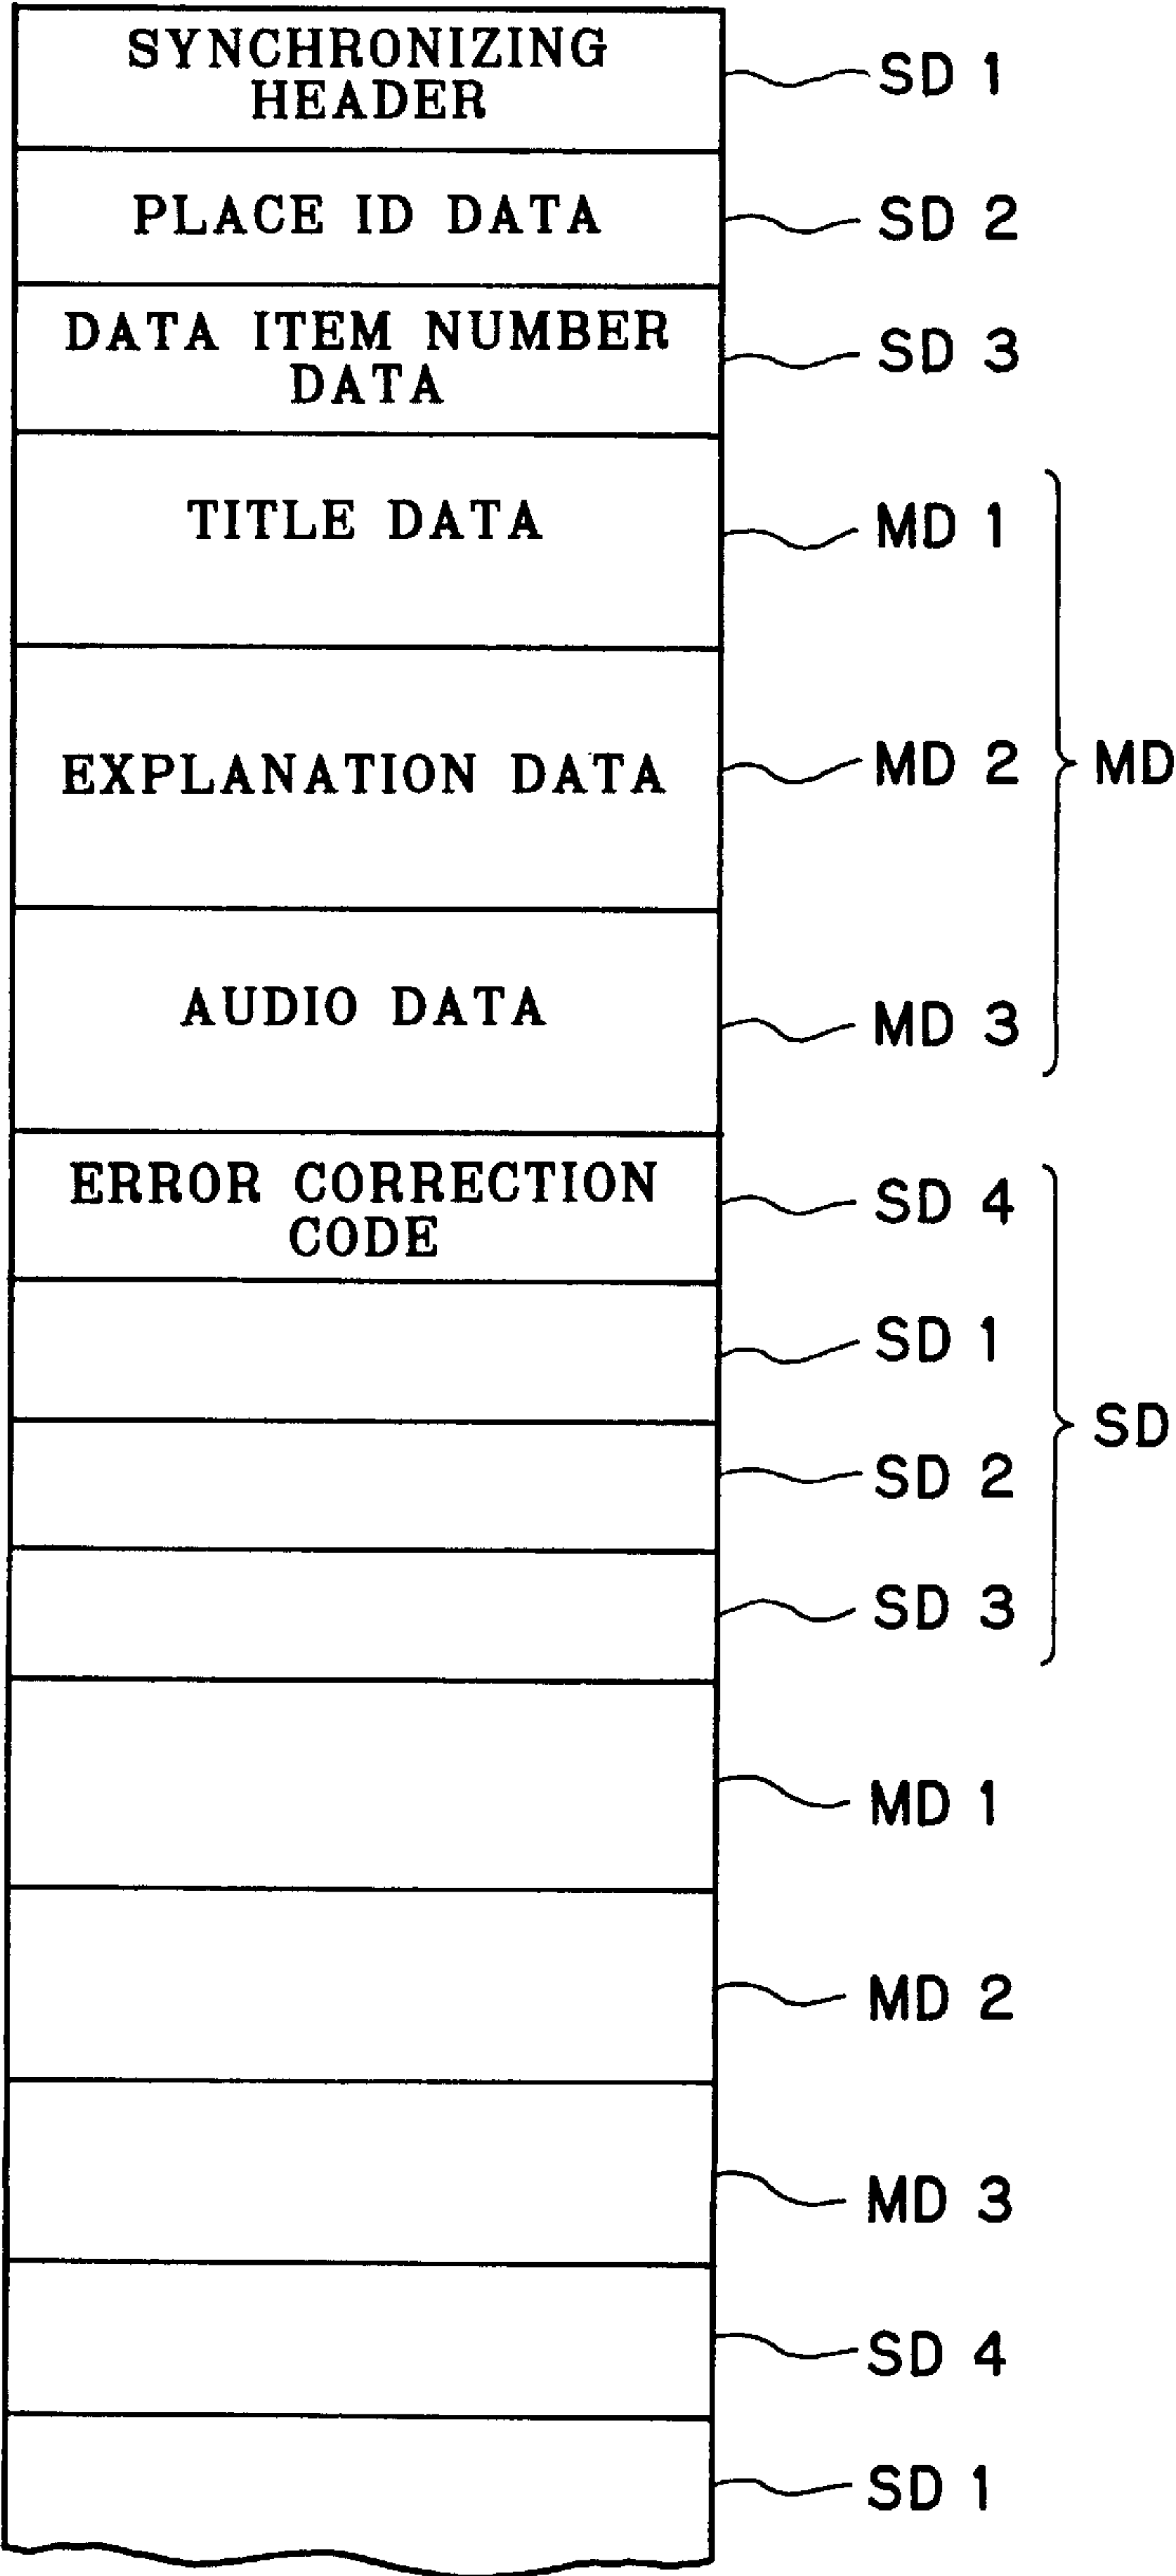 SYNCHRONIZING
HEADER
SD 1
PLACE ID DATA
SD 2
DATA ITEM NUMBER
DATA
SD 3
TITLE DATA
MD 1
EXPLANATION DATA
MD 2
MD
AUDIO DATA
MD 3
ERROR CORRECTION
CODE
SD 4
SD 1
SD
SD 2
SD 3
MD 1
MD 2
MD 3
SD 4
SD 1